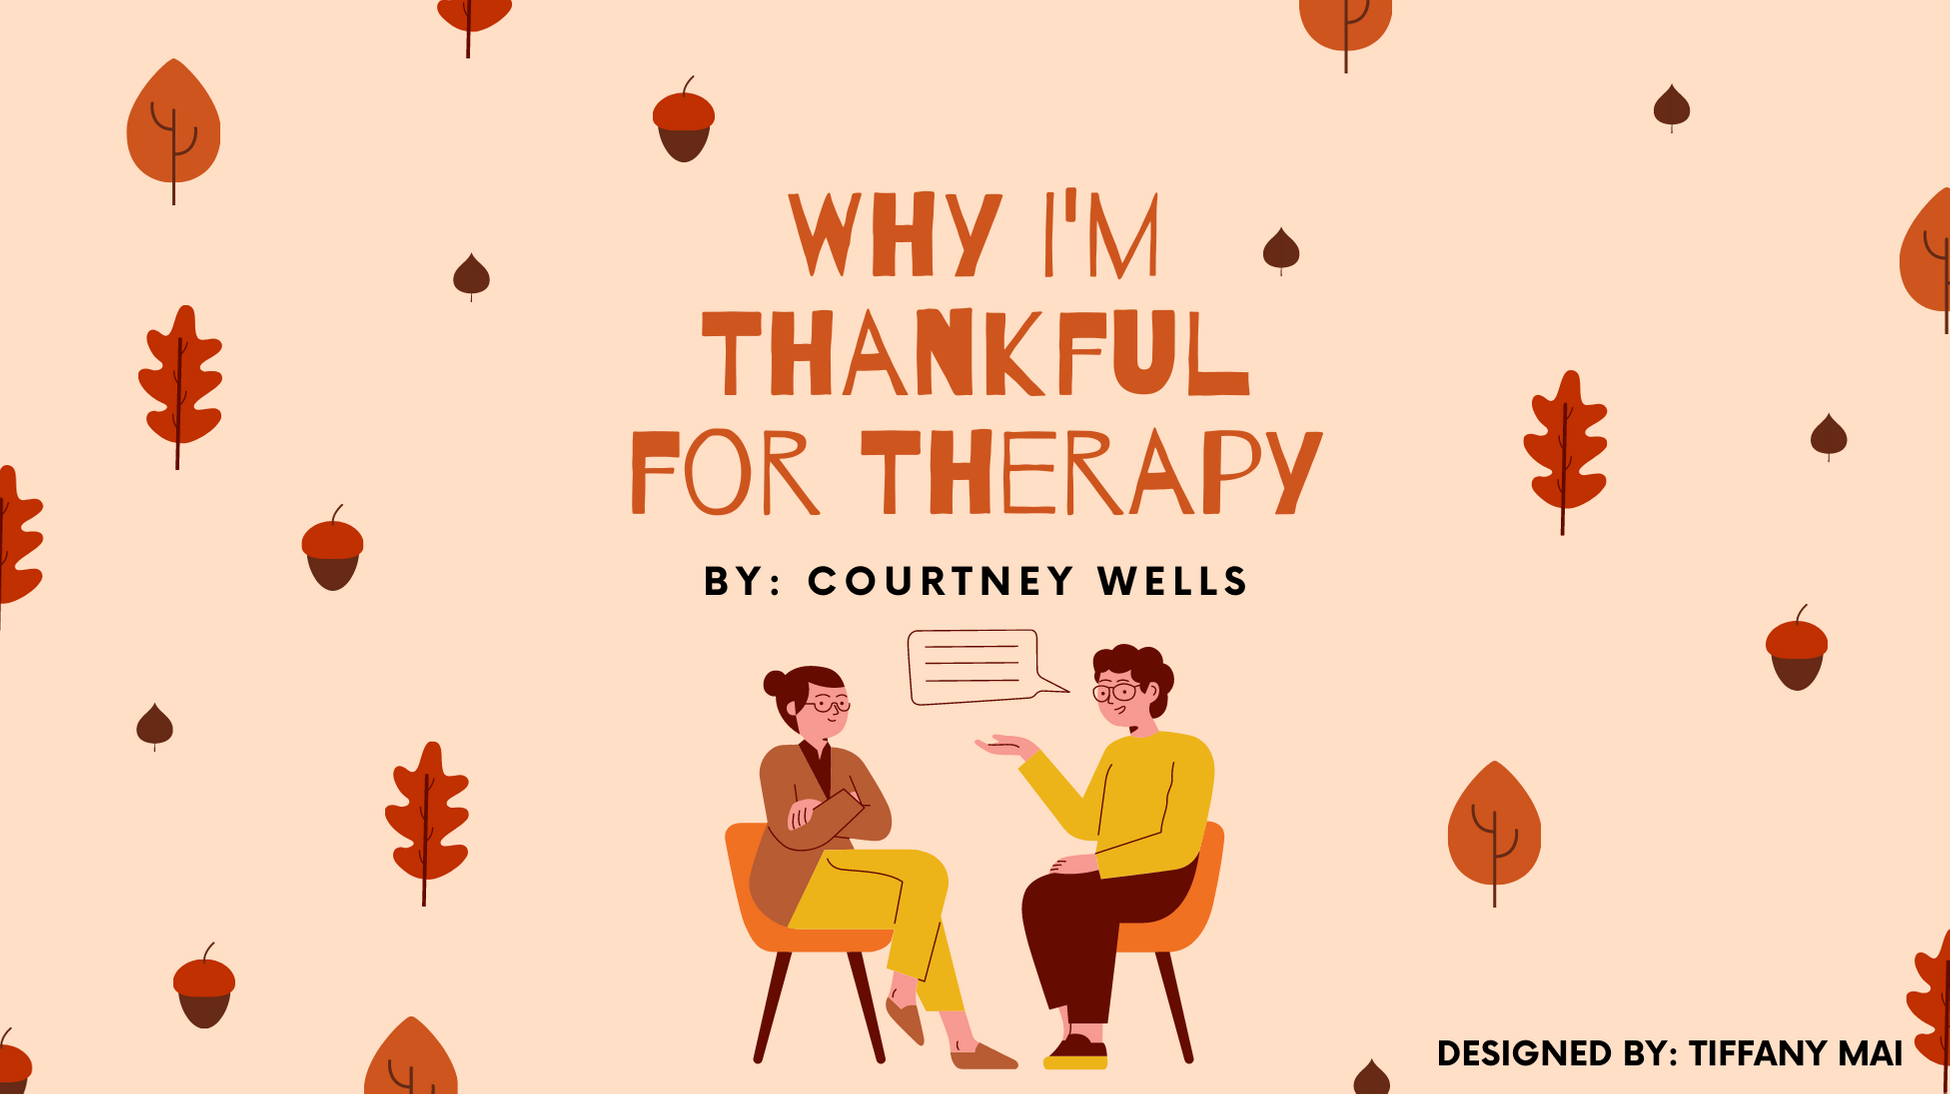 WHY I'M
THANKFUL
FOR THERAPY
BY: COURTNEY WELLS
DESIGNED BY: TIFFANY MAI